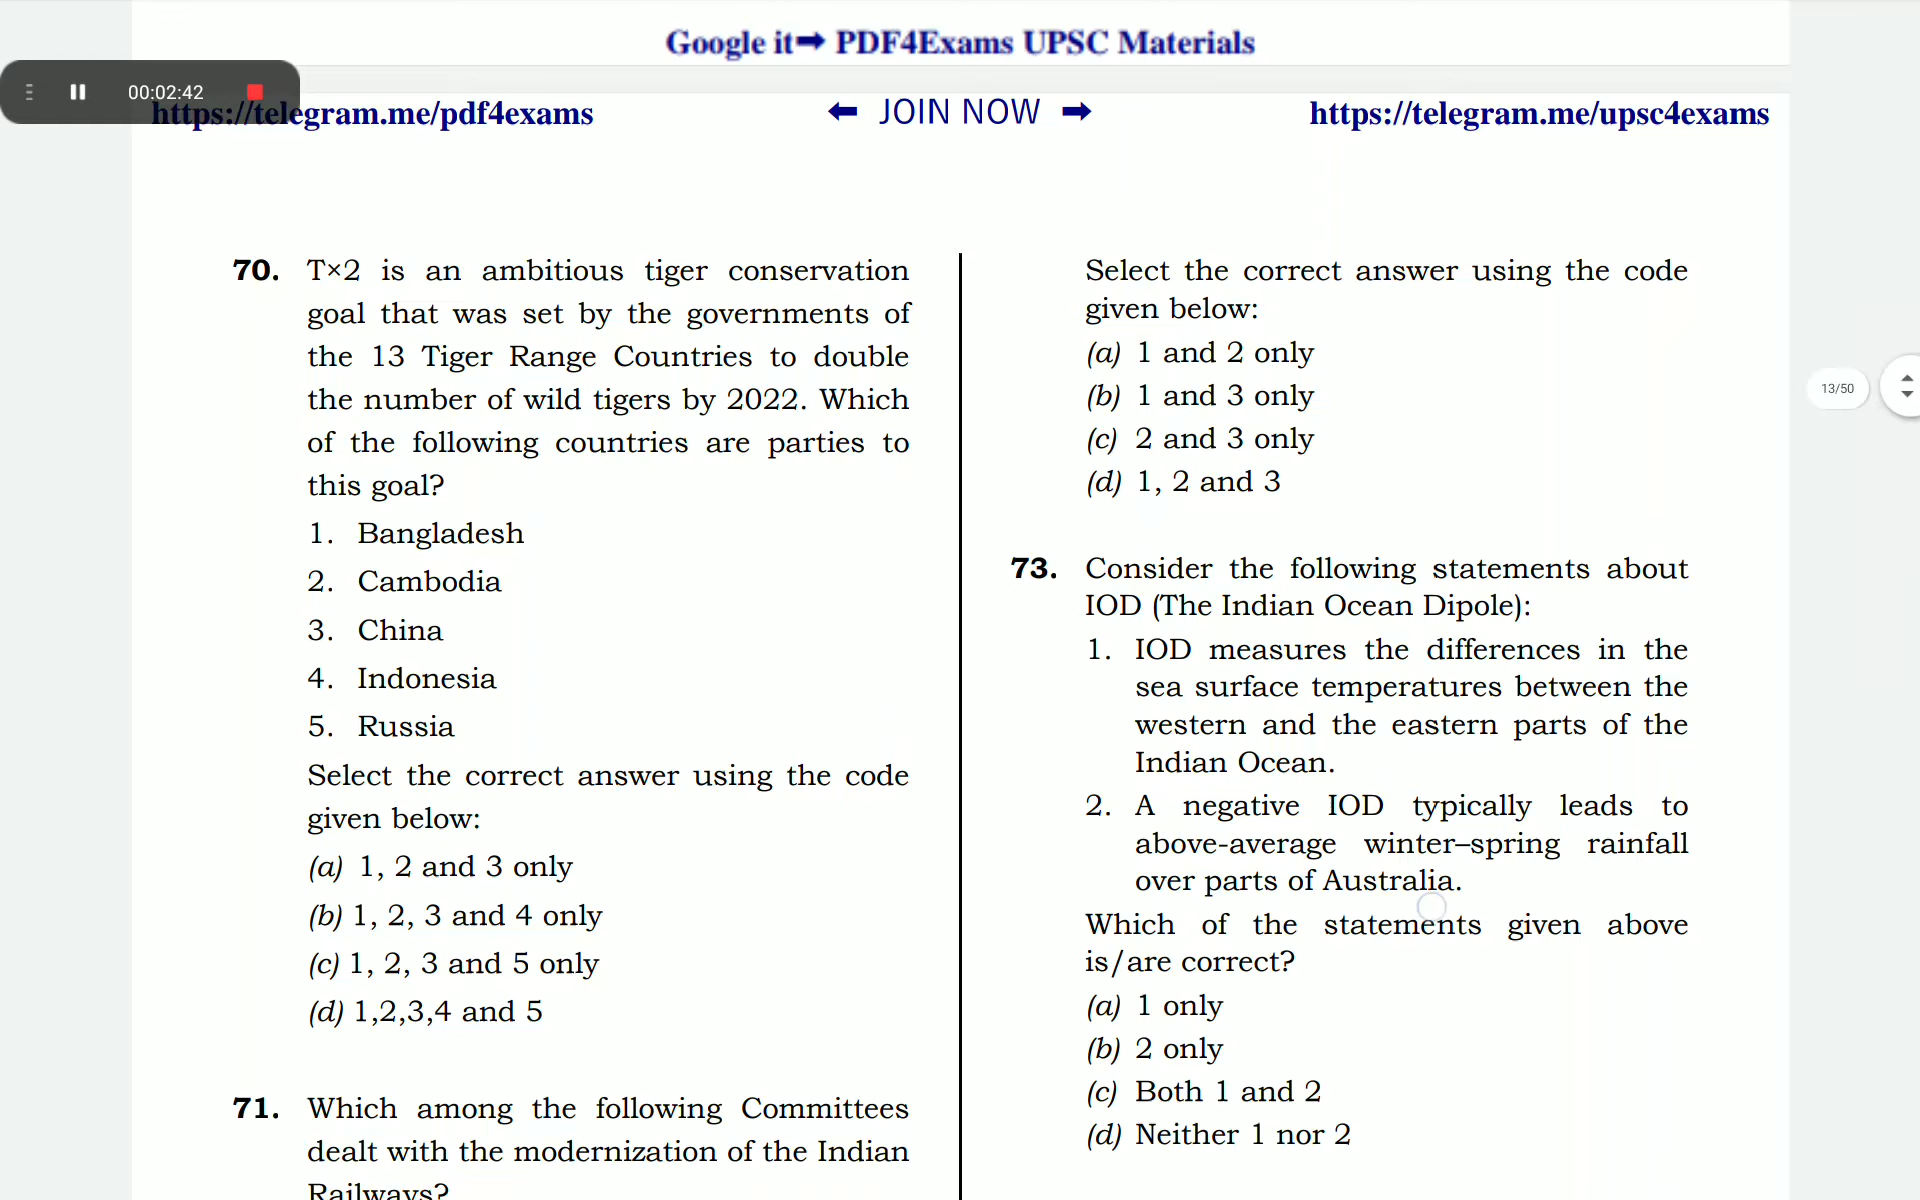 Google it➡ PDF4Exams UPSC Materials
00:02:42
https://telegram.me/pdf4exams
⬅ JOIN NOW ➡
https://telegram.me/upsc4exams
70. T×2 is an ambitious tiger conservation
goal that was set by the governments of
the 13 Tiger Range Countries to double
the number of wild tigers by 2022. Which
of the following countries are parties to
this goal?
1. Bangladesh
2. Cambodia
3. China
4. Indonesia
5. Russia
Select the correct answer using the code
given below:
(a) 1, 2 and 3 only
(b) 1, 2, 3 and 4 only
(c) 1, 2, 3 and 5 only
(d) 1,2,3,4 and 5
71. Which among the following Committees
dealt with the modernization of the Indian
Railways?
Select the correct answer using the code
given below:
(a) 1 and 2 only
(b) 1 and 3 only
(c) 2 and 3 only
(d) 1, 2 and 3
73. Consider the following statements about
IOD (The Indian Ocean Dipole):
1. IOD measures the differences in the
sea surface temperatures between the
western and the eastern parts of the
Indian Ocean.
2. A negative IOD typically leads to
above-average winter–spring rainfall
over parts of Australia.
Which of the statements given above
is/are correct?
(a) 1 only
(b) 2 only
(c) Both 1 and 2
(d) Neither 1 nor 2
13/50